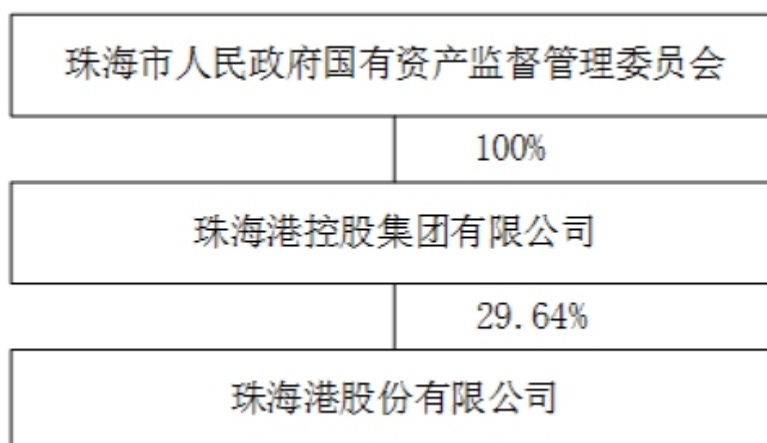 珠海市人民政府国有资产监督管理委员会
100%
珠海港控股集团有限公司
29.64%
珠海港股份有限公司